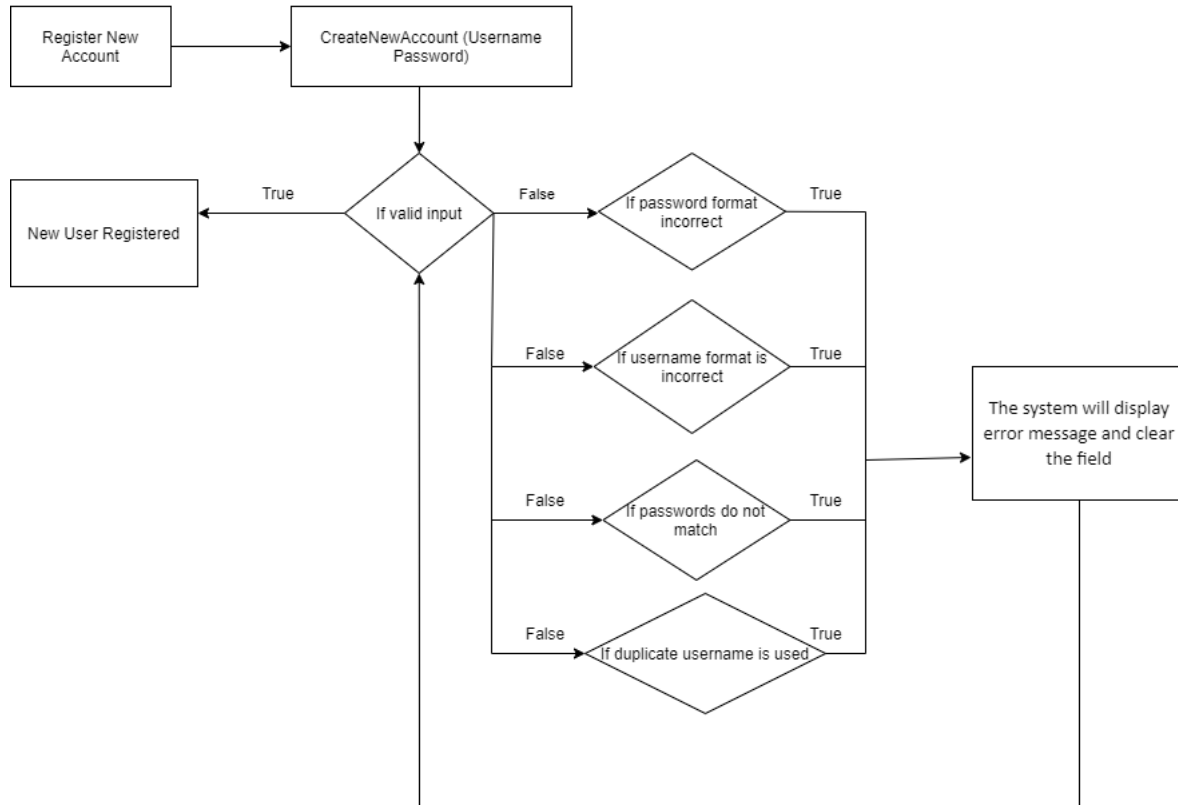 Register New
Account
CreateNewAccount (Username
Password)
True
If valid input
False
If password format
incorrect
True
New User Registered
False
If username format is
incorrect
True
The system will display
error message and clear
the field
False
If passwords do not
match
True
False
If duplicate username is used
True